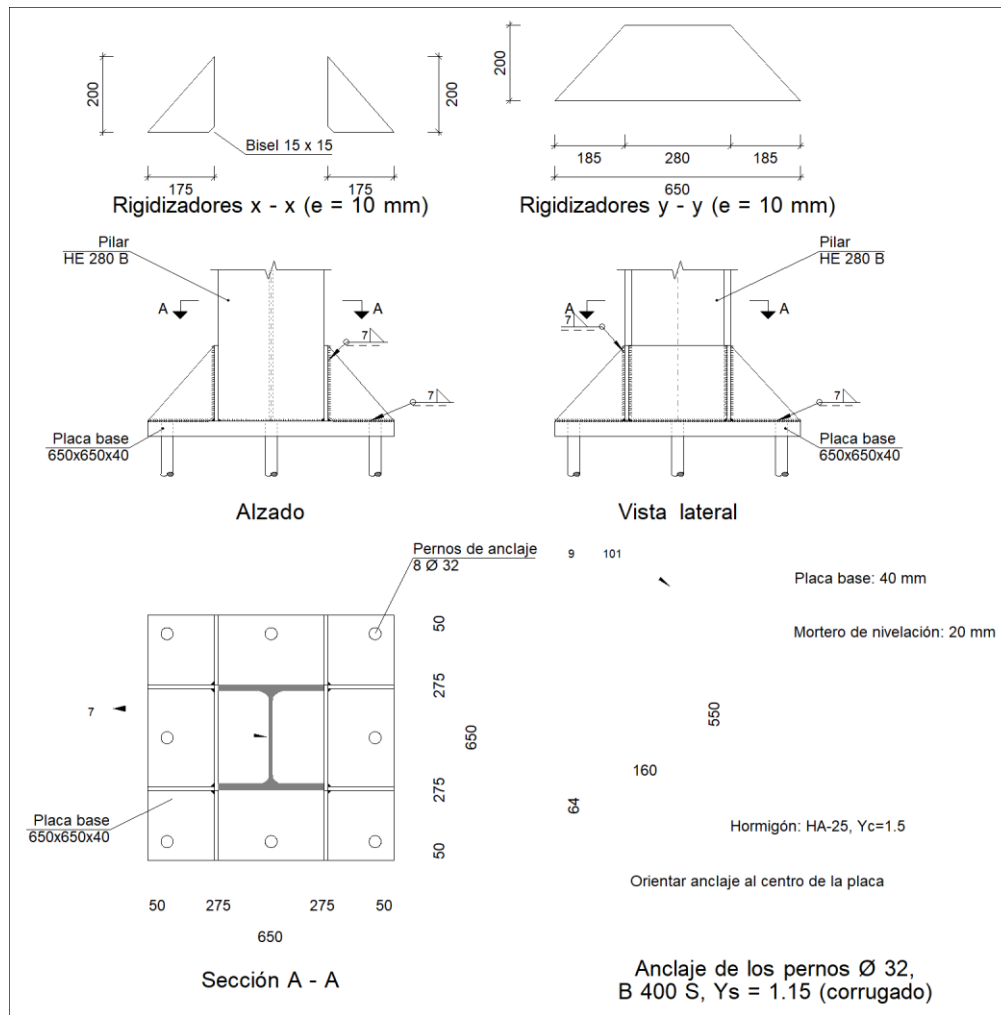 200
200
200
Bisel 15 x 15
175
175
185
280
185
650
Rigidizadores x - x (e = 10 mm)
Rigidizadores y - y (e = 10 mm)
Pilar
HE 280 B
Pilar
HE 280 B
A
A
A
A
7
7
7
7
Placa base
650x650x40
Placa base
650x650x40
Alzado
Vista lateral
Pernos de anclaje
8 Ø 32
9
101
Placa base: 40 mm
Mortero de nivelación: 20 mm
50
275
650
275
50
7
550
160
64
Placa base
650x650x40
Hormigón: HA-25, Yc=1.5
Orientar anclaje al centro de la placa
50
275
275
50
650
Sección A - A
Anclaje de los pernos Ø 32,
B 400 S, Ys = 1.15 (corrugado)